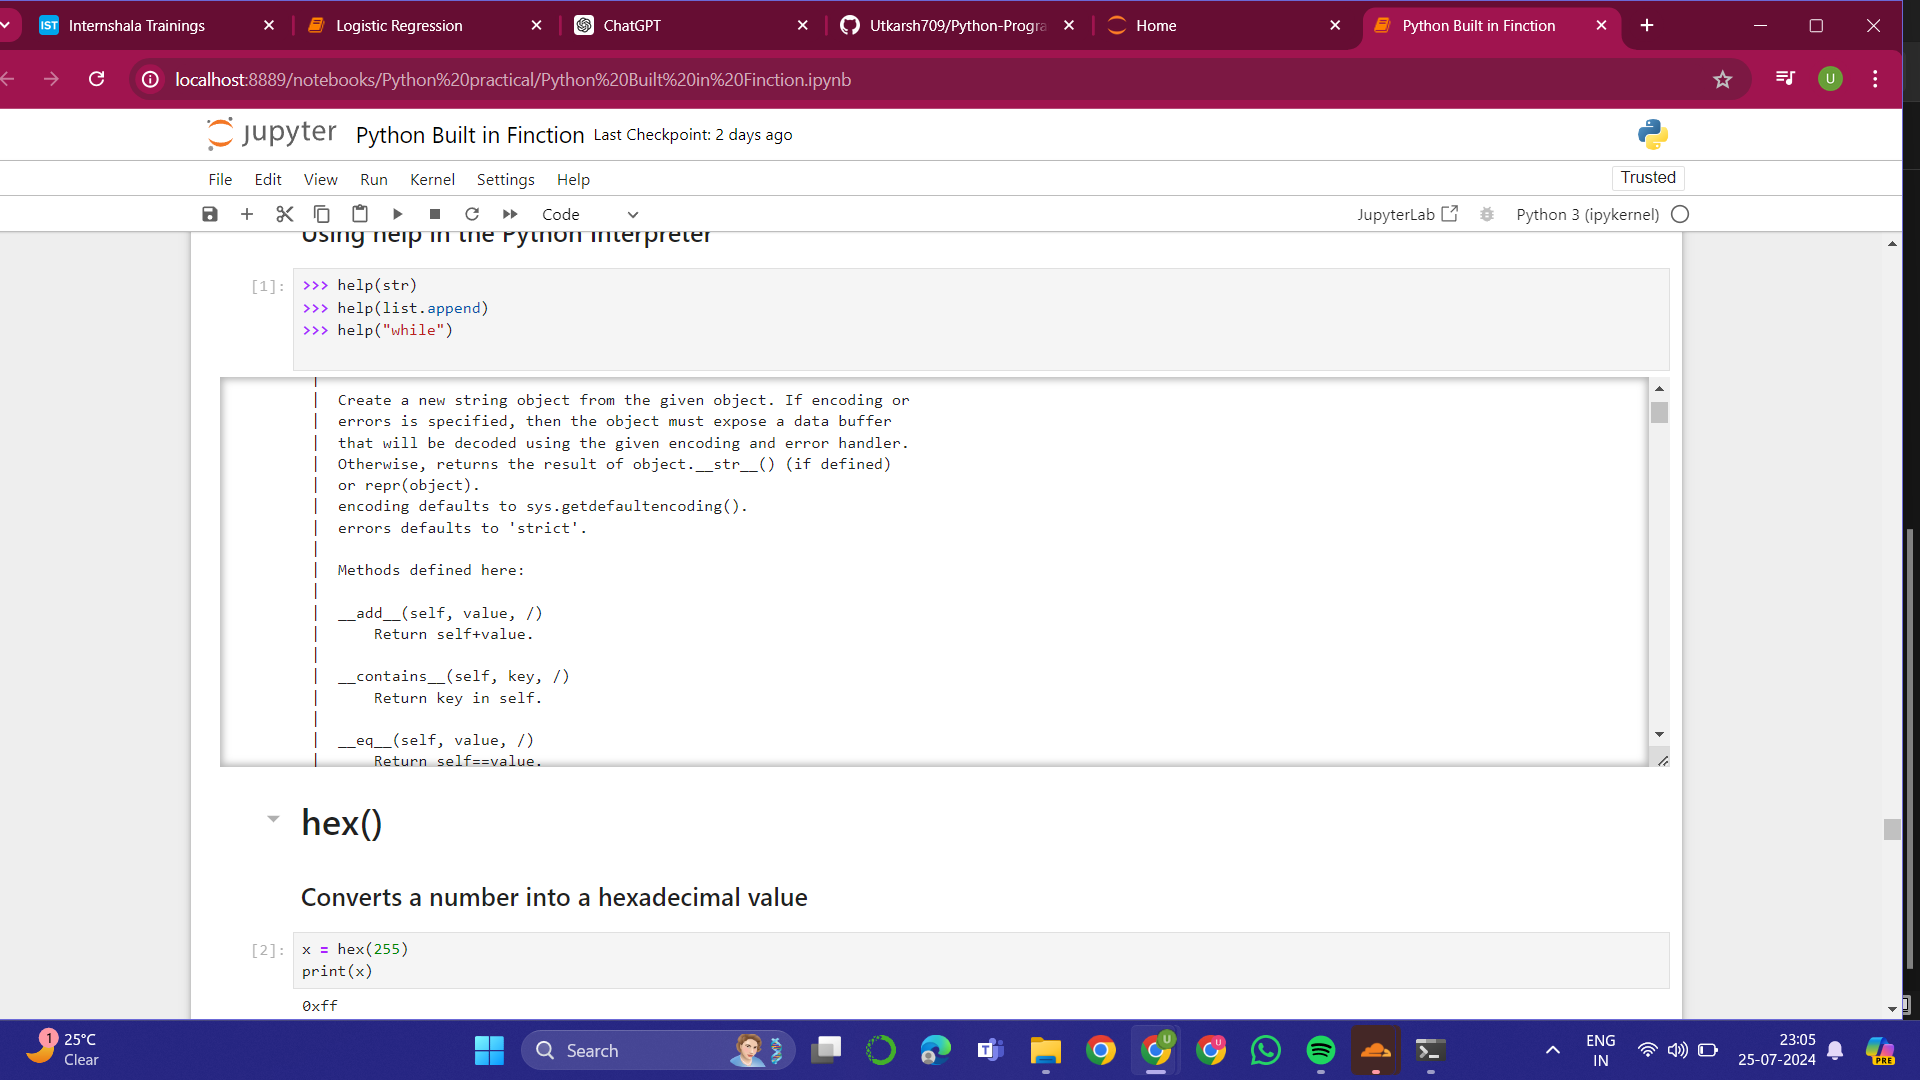 IST Internshala Trainings
Logistic Regression
ChatGPT
Utkarsh709/Python-Progra
Home
Python Built in Finction
localhost:8889/notebooks/Python%20practical/Python%20Built%20in%20Finction.ipynb
U
jupyter Python Built in Finction Last Checkpoint: 2 days ago
File Edit View Run Kernel Settings Help
Trusted
Code
JupyterLab
Python 3 (ipykernel)
Using help in the Python Interpreter
[1]:
>>> help(str)
>>> help(list.append)
>>> help("while")
|
| Create a new string object from the given object. If encoding or
| errors is specified, then the object must expose a data buffer
| that will be decoded using the given encoding and error handler.
| Otherwise, returns the result of object.__str__() (if defined)
| or repr(object).
| encoding defaults to sys.getdefaultencoding().
| errors defaults to 'strict'.
|
| Methods defined here:
|
| __add__(self, value, /)
| Return self+value.
|
| __contains__(self, key, /)
| Return key in self.
|
| __eq__(self, value, /)
| Return self==value.
hex()
Converts a number into a hexadecimal value
[2]:
x = hex(255)
print(x)
0xff
1
25°C
Clear
Search
U
U
ENG
IN
23:05
25-07-2024
PRE